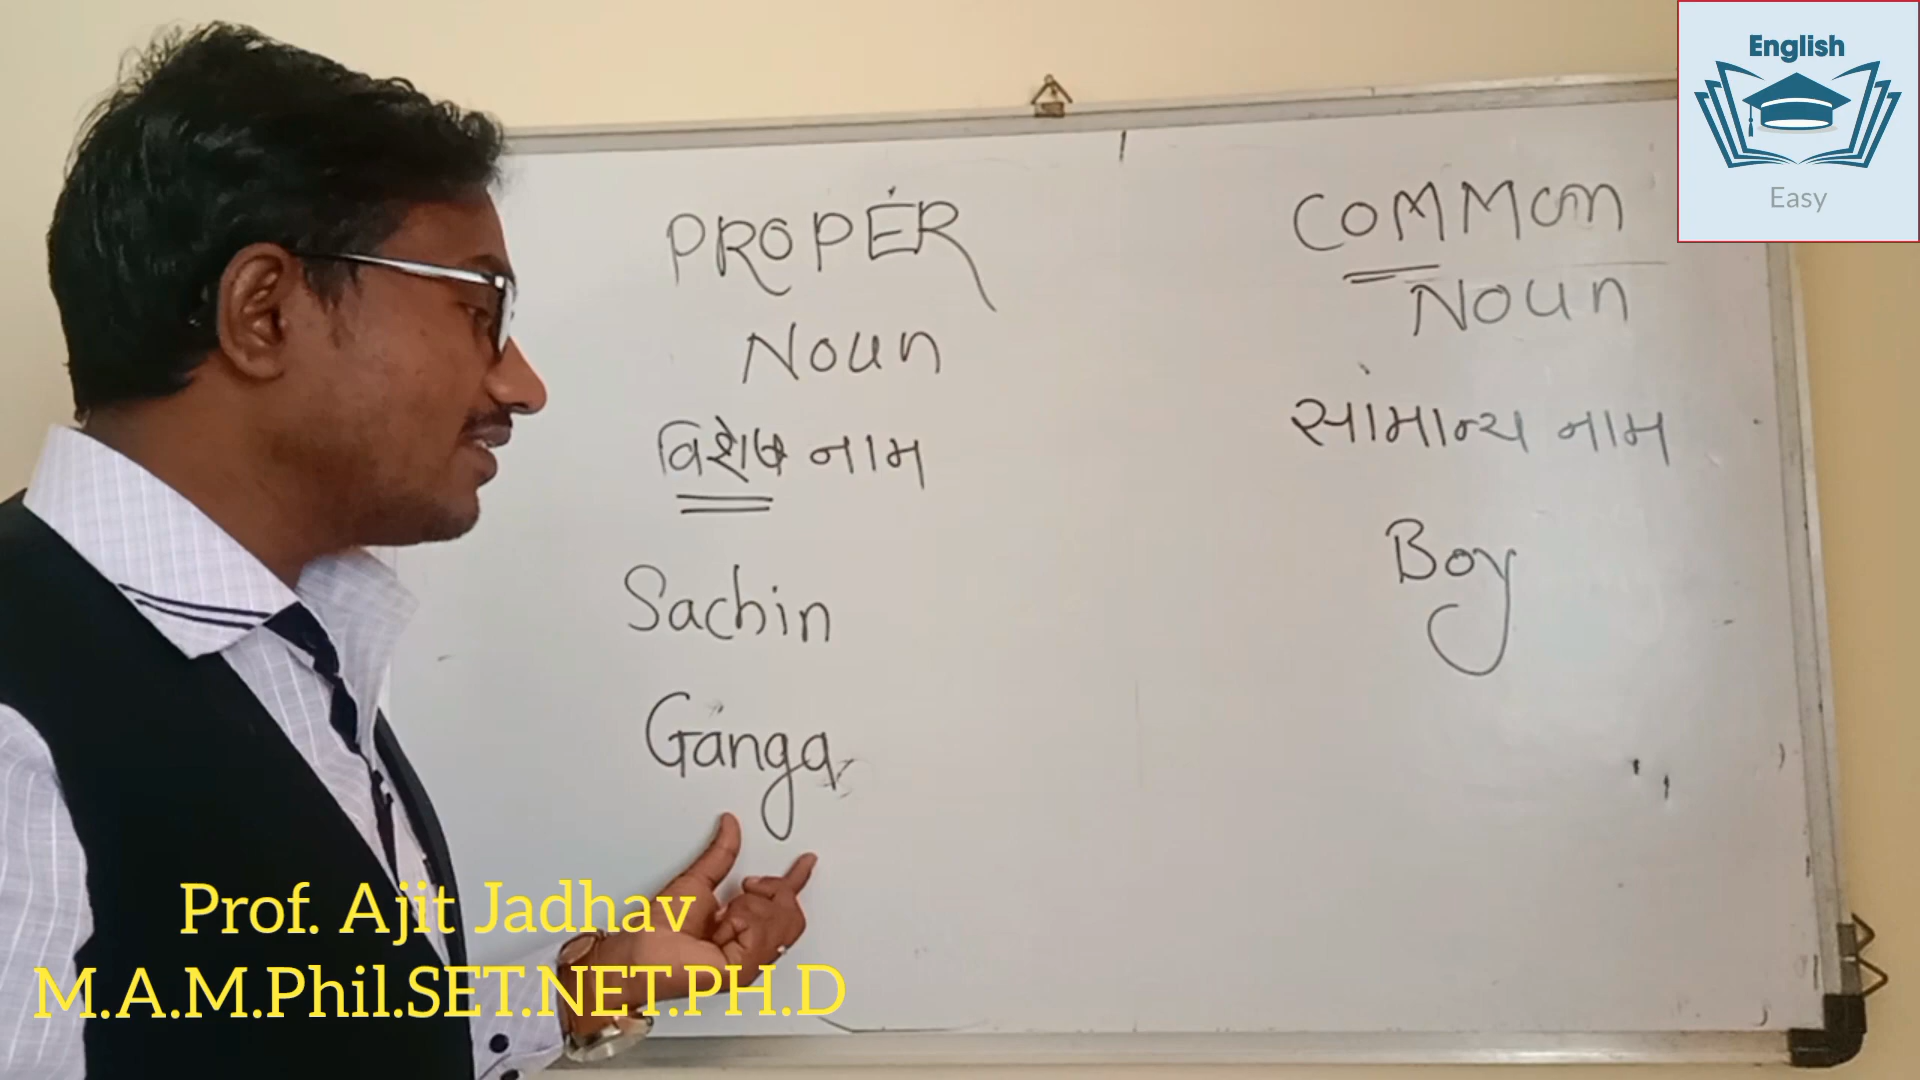 English
Easy
PROPER
Noun
विशेष नाम
Sachin
Ganga
COMMON
NOun
सामान्य नाम
Boy
Prof. Ajit Jadhav
M.A.M.Phil.SET.NET.PH.D